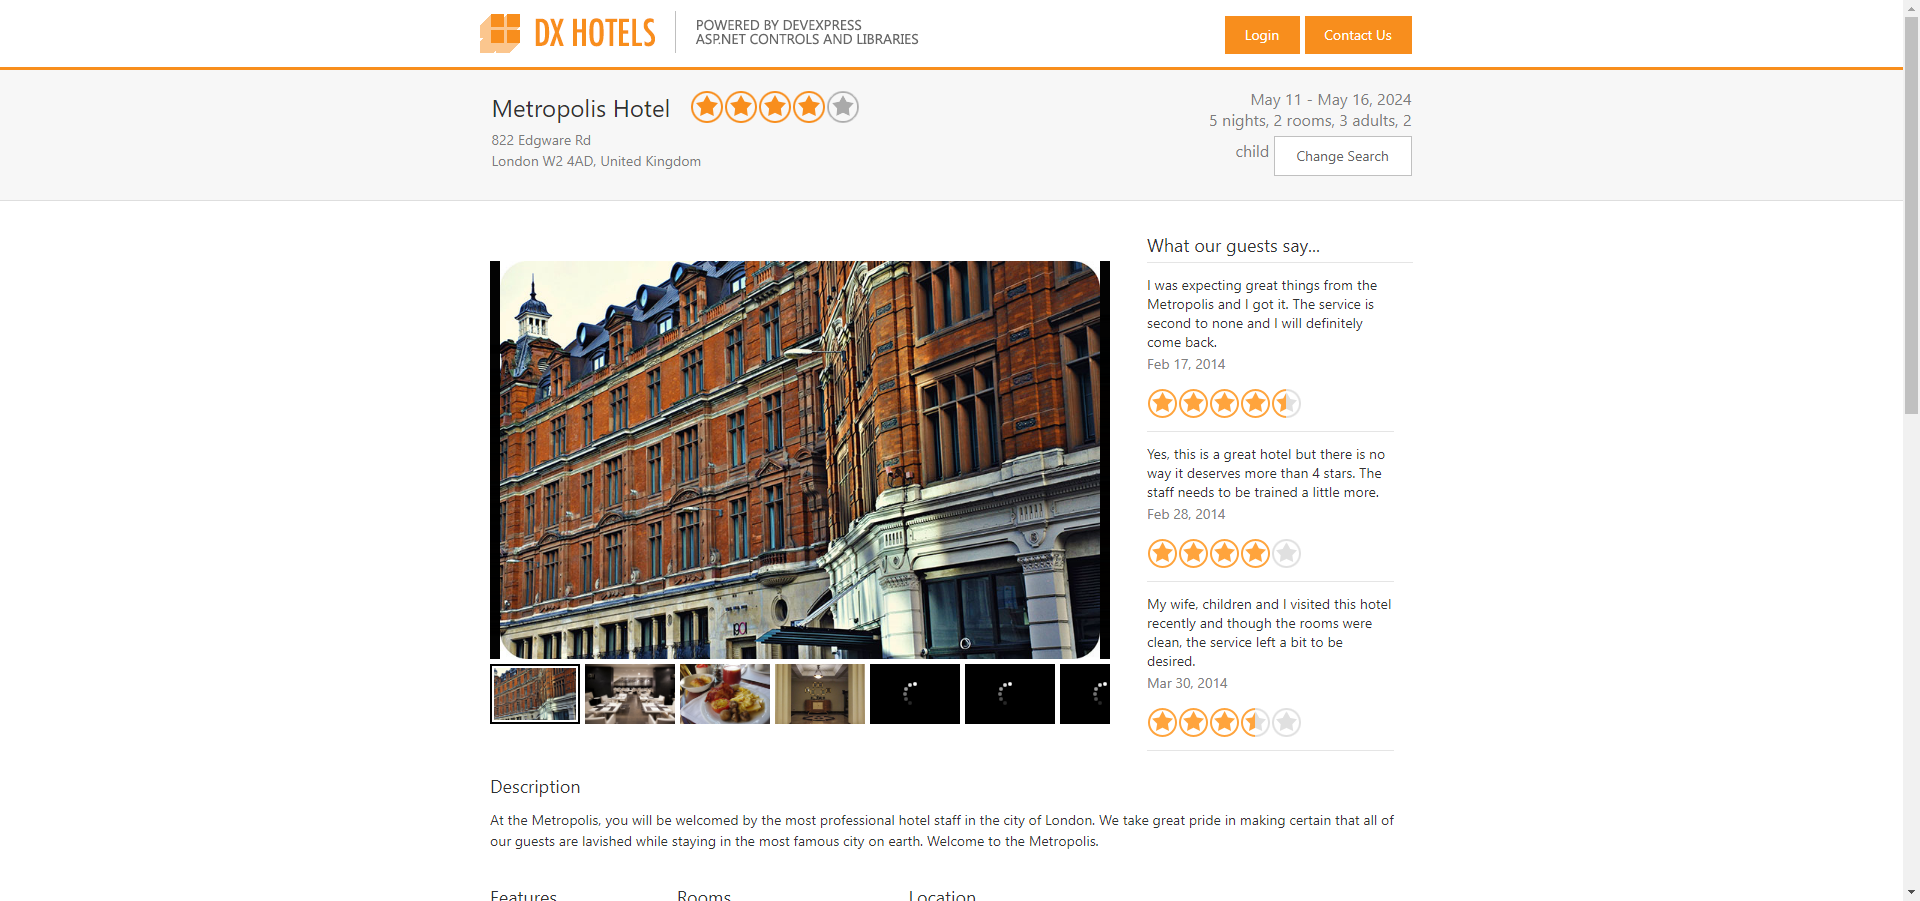 DX HOTELS
POWERED BY DEVEXPRESS
ASP.NET CONTROLS AND LIBRARIES
Login
Contact Us
Metropolis Hotel
822 Edgware Rd
London W2 4AD, United Kingdom
May 11 - May 16, 2024
5 nights, 2 rooms, 3 adults, 2
child
Change Search
What our guests say...
I was expecting great things from the
Metropolis and I got it. The service is
second to none and I will definitely
come back.
Feb 17, 2014
Yes, this is a great hotel but there is no
way it deserves more than 4 stars. The
staff needs to be trained a little more.
Feb 28, 2014
My wife, children and I visited this hotel
recently and though the rooms were
clean, the service left a bit to be
desired.
Mar 30, 2014
Description
At the Metropolis, you will be welcomed by the most professional hotel staff in the city of London. We take great pride in making certain that all of
our guests are lavished while staying in the most famous city on earth. Welcome to the Metropolis.
Features
Rooms
Location